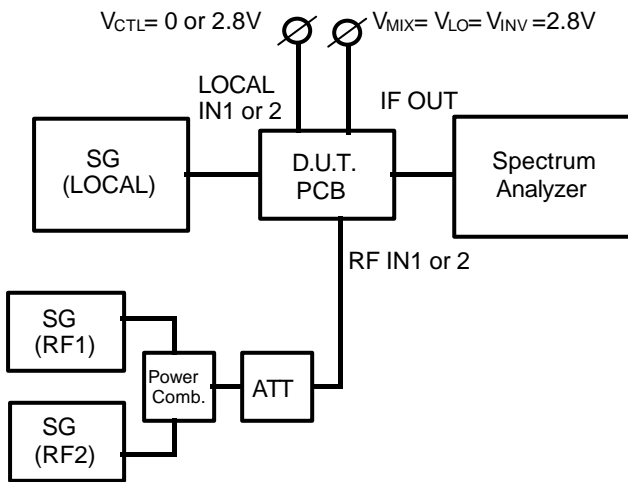 VCTL= 0 or 2.8V
VMIX= VLO= VINV =2.8V
LOCAL
IN1 or 2
IF OUT
SG
(LOCAL)
D.U.T.
PCB
Spectrum
Analyzer
RF IN1 or 2
SG
(RF1)
Power
Comb.
ATT
SG
(RF2)